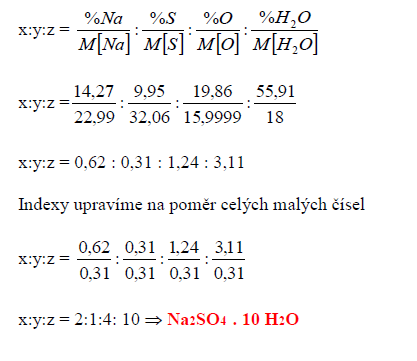 x:y:z = %Na/M[Na] : %S/M[S] : %O/M[O] : %H₂O/M[H₂O]
x:y:z = 14,27/22,99 : 9,95/32,06 : 19,86/15,9999 : 55,91/18
x:y:z = 0,62 : 0,31 : 1,24 : 3,11
Indexy upravíme na poměr celých malých čísel
x:y:z = 0,62/0,31 : 0,31/0,31 : 1,24/0,31 : 3,11/0,31
x:y:z = 2:1:4: 10 ⇒ Na₂SO₄ . 10 H₂O